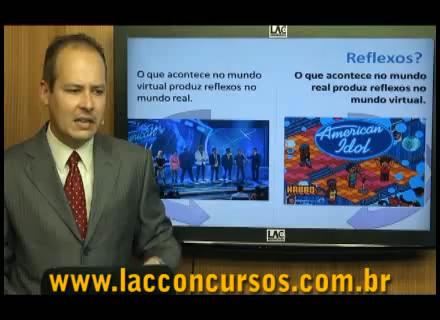 LAC
Reflexos?
O que acontece no mundo
virtual produz reflexos no
mundo real.
O que acontece no mundo
real produz reflexos no
mundo virtual.
American
Idol
HABBO
LAC
www.lacconcursos.com.br